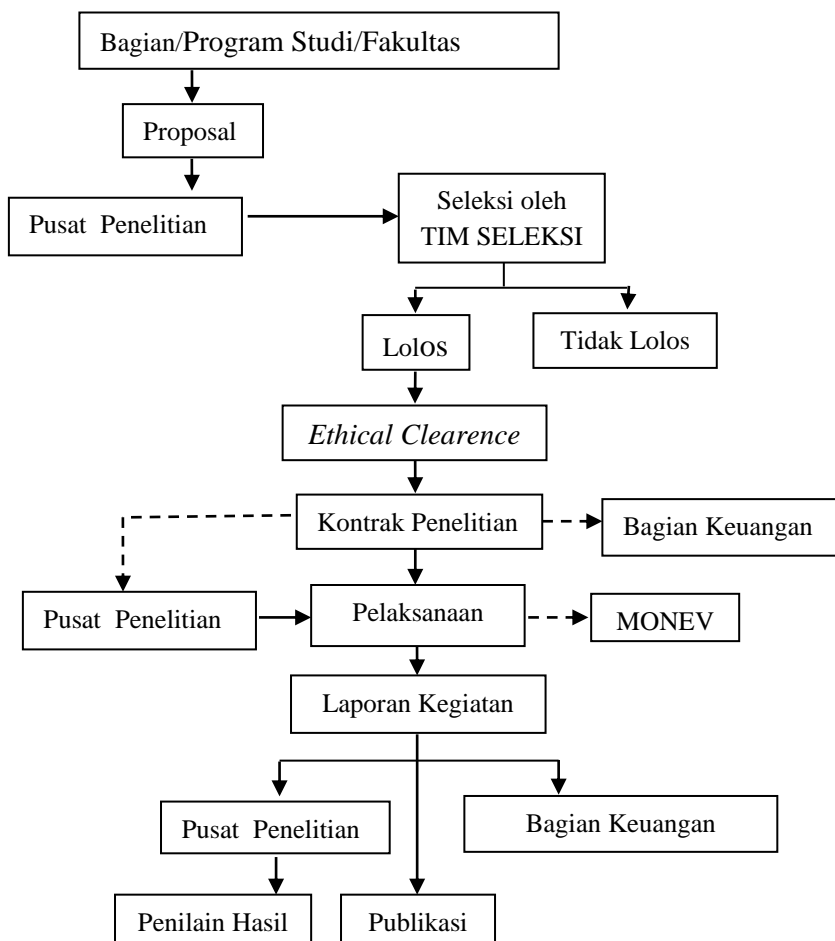 Bagian/Program Studi/Fakultas
Proposal
Pusat Penelitian
Seleksi oleh
TIM SELEKSI
Lolos
Tidak Lolos
Ethical Clearence
Kontrak Penelitian
Bagian Keuangan
Pusat Penelitian
Pelaksanaan
MONEV
Laporan Kegiatan
Pusat Penelitian
Bagian Keuangan
Penilain Hasil
Publikasi